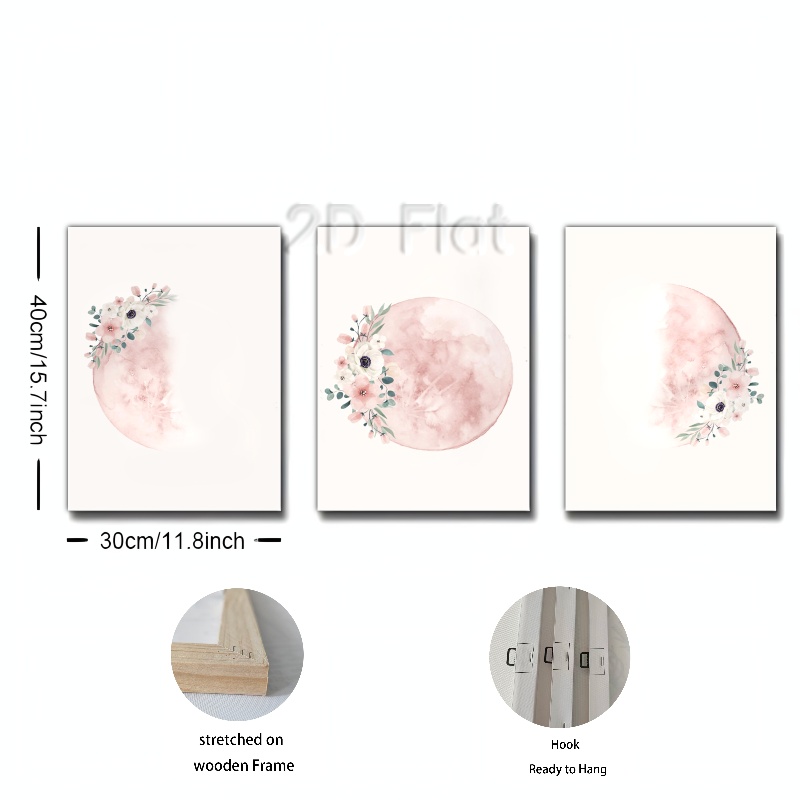 2D Flat
40cm/15.7inch
30cm/11.8inch
stretched on
wooden Frame
Hook
Ready to Hang